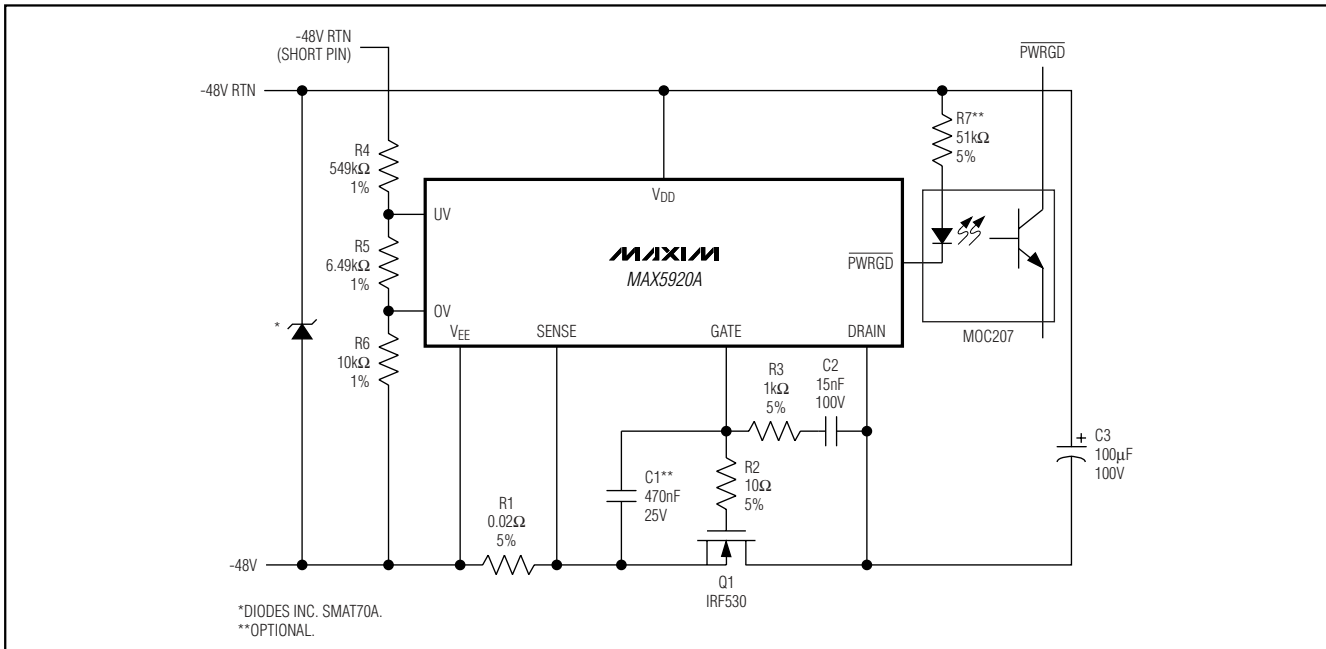 -48V RTN
(SHORT PIN)
PWRGD
-48V RTN
R7**
51kΩ
5%
R4
549kΩ
1%
VDD
UV
R5
6.49kΩ
1%
MAXIM
MAX5920A
PWRGD
OV
VEE
SENSE
GATE
DRAIN
MOC207
R6
10kΩ
1%
*
R3
1kΩ
5%
C2
15nF
100V
C3
100µF
100V
+
C1**
470nF
25V
R2
10Ω
5%
R1
0.02Ω
5%
-48V
Q1
IRF530
*DIODES INC. SMAT70A.
**OPTIONAL.